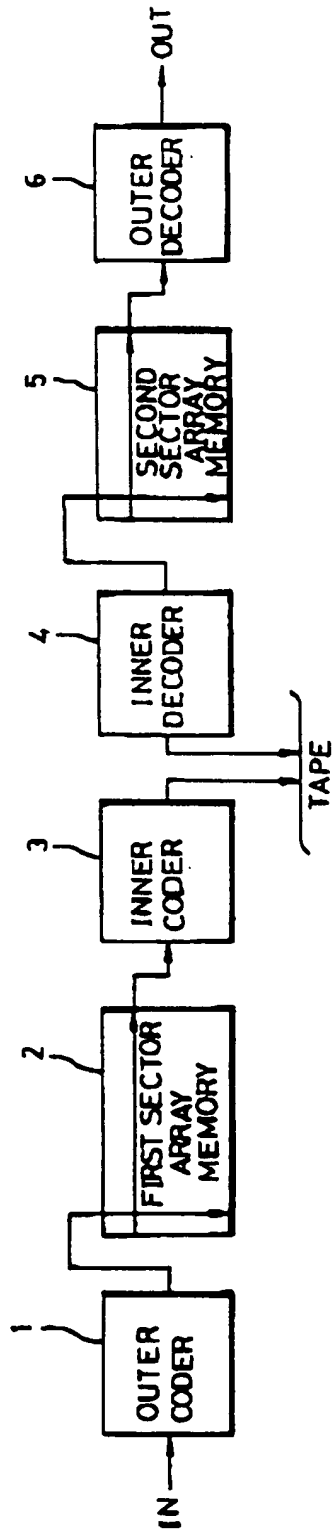 IN
1
OUTER
CODER
2
FIRST SECTOR
ARRAY
MEMORY
3
INNER
CODER
TAPE
4
INNER
DECODER
5
SECOND
SECTOR
ARRAY
MEMORY
6
OUTER
DECODER
OUT